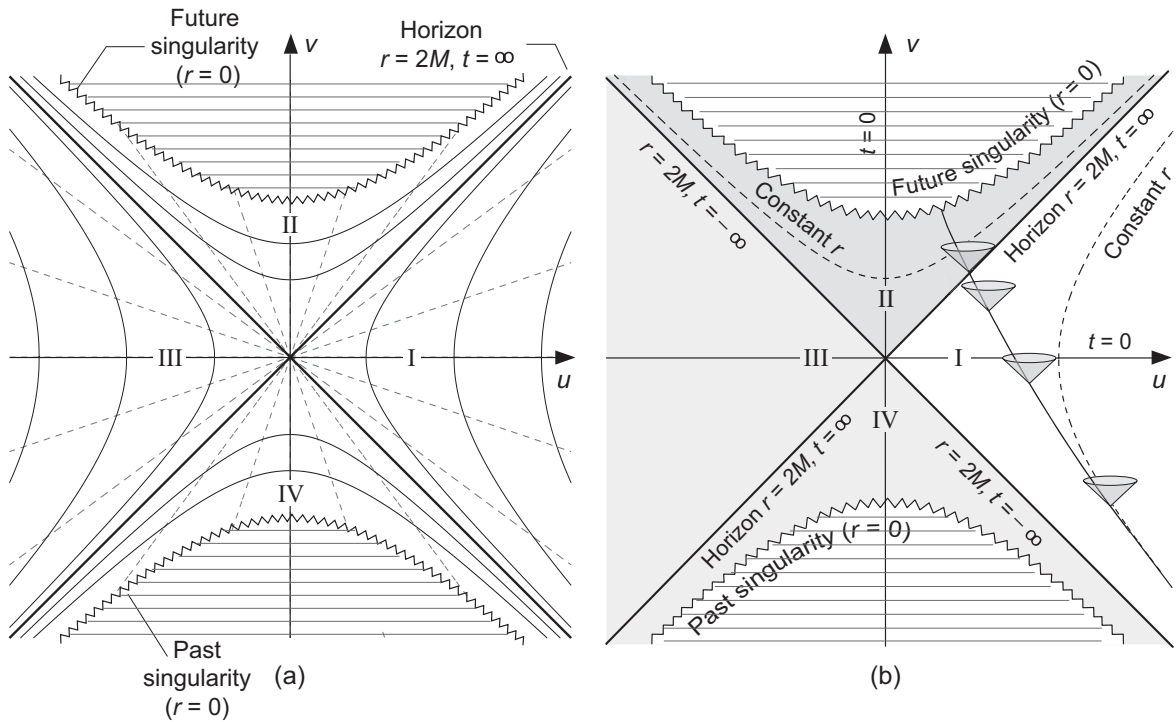 Future
singularity
(r = 0)
v
Horizon
r = 2M, t = ∞
II
III
I
u
IV
Past
singularity
(r = 0)
(a)
v
t = 0
Future singularity (r = 0)
r = 2M, t = – ∞
Constant r
Horizon r = 2M, t = ∞
Constant r
II
III
I
t = 0
u
IV
Horizon r = 2M, t = ∞
r = 2M, t = – ∞
Past singularity (r = 0)
(b)